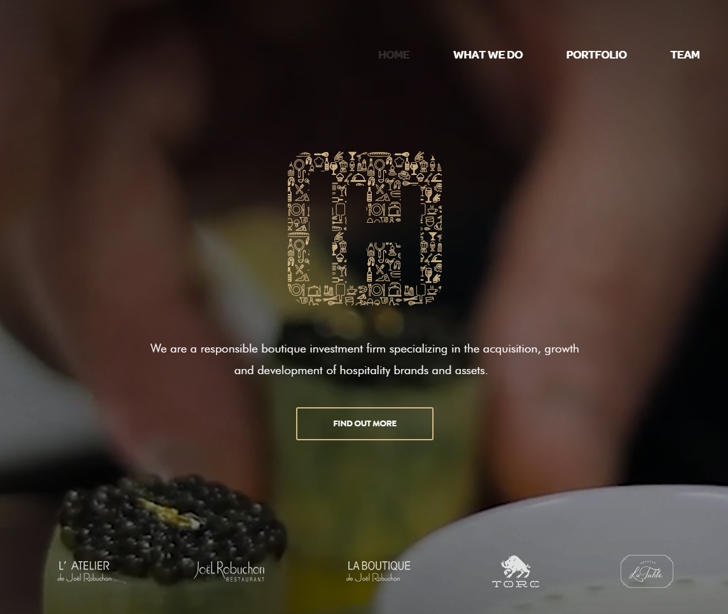 HOME WHAT WE DO PORTFOLIO TEAM
We are a responsible boutique investment firm specializing in the acquisition, growth
and development of hospitality brands and assets.
FIND OUT MORE
L' ATELIER
de Joël Robuchon
Joël Robuchon
RESTAURANT
LA BOUTIQUE
de Joël Robuchon
TORO
La Table